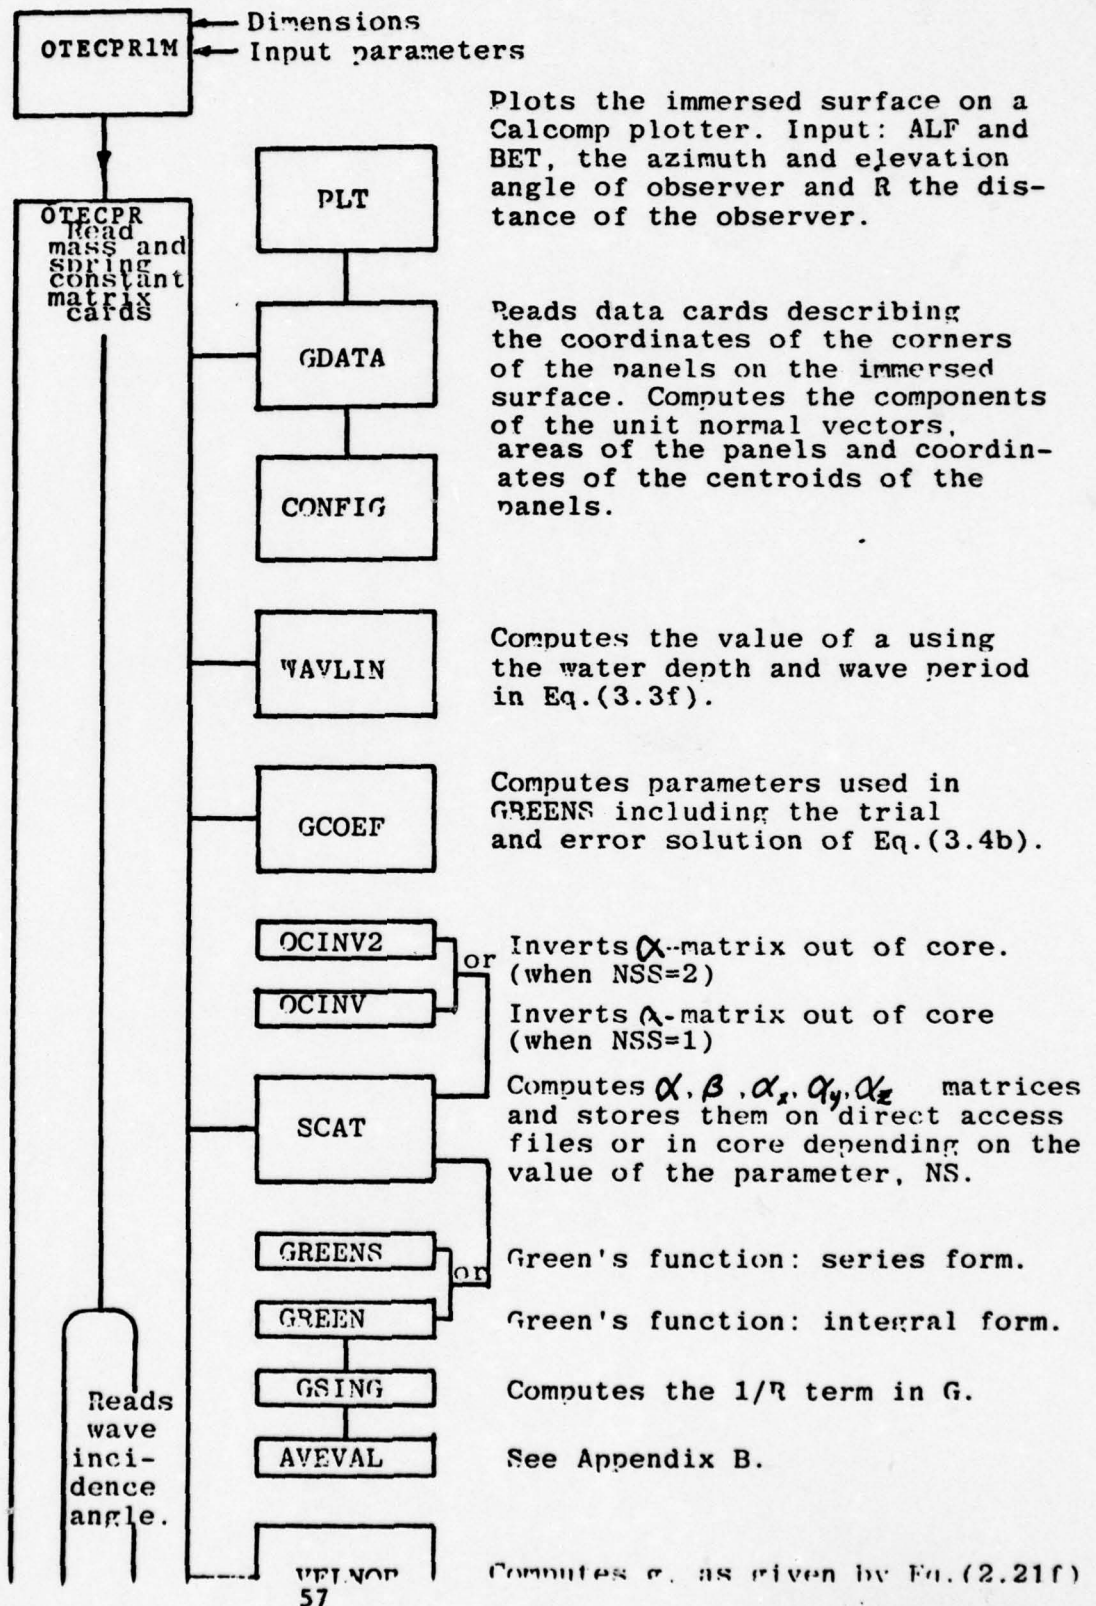 Dimensions
OTECPR1M
Input parameters
Plots the immersed surface on a
Calcomp plotter. Input: ALF and
BET, the azimuth and elevation
angle of observer and R the dis-
tance of the observer.
PLT
OTECPR
Read
mass and
spring
constant
matrix
cards
GDATA
Reads data cards describing
the coordinates of the corners
of the panels on the immersed
surface. Computes the components
of the unit normal vectors,
areas of the panels and coordin-
ates of the centroids of the
panels.
CONFIG
WAVLIN
Computes the value of a using
the water depth and wave period
in Eq.(3.3f).
GCOEF
Computes parameters used in
GREENS including the trial
and error solution of Eq.(3.4b).
OCINV2
or
Inverts α-matrix out of core.
(when NSS=2)
OCINV
Inverts α-matrix out of core
(when NSS=1)
SCAT
Computes α, β, αx, αy, αz matrices
and stores them on direct access
files or in core depending on the
value of the parameter, NS.
GREENS
or
Green's function: series form.
GREEN
Green's function: integral form.
GSING
Computes the 1/R term in G.
AVEVAL
See Appendix B.
Reads
wave
inci-
dence
angle.
VELNOR
Computes g, as given by Eq.(2.21f)
57